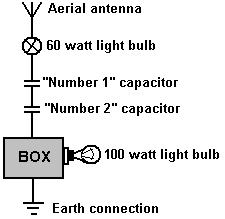 Aerial antenna
60 watt light bulb
"Number 1" capacitor
"Number 2" capacitor
BOX
100 watt light bulb
Earth connection